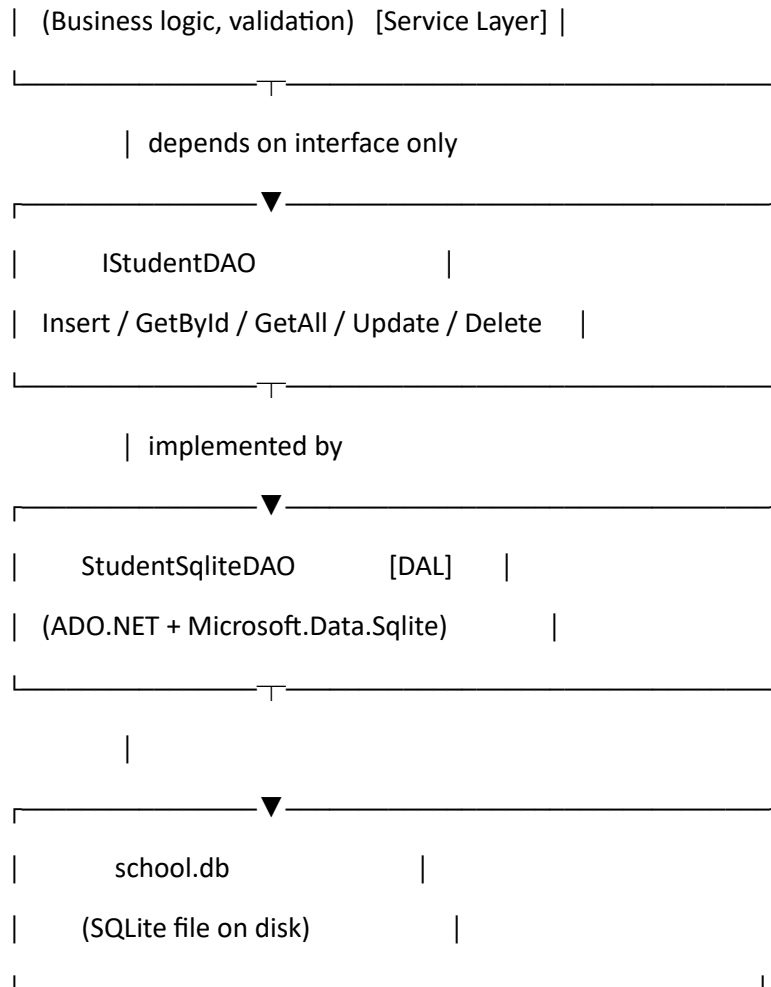 | (Business logic, validation) [Service Layer] |
└────────┬─────────────────
| depends on interface only
┌────────▼─────────────────
| IStudentDAO |
| Insert / GetById / GetAll / Update / Delete |
└────────┬─────────────────
| implemented by
┌────────▼─────────────────
| StudentSqliteDAO [DAL] |
| (ADO.NET + Microsoft.Data.Sqlite) |
└────────┬─────────────────
|
┌────────▼─────────────────
| school.db |
| (SQLite file on disk) |